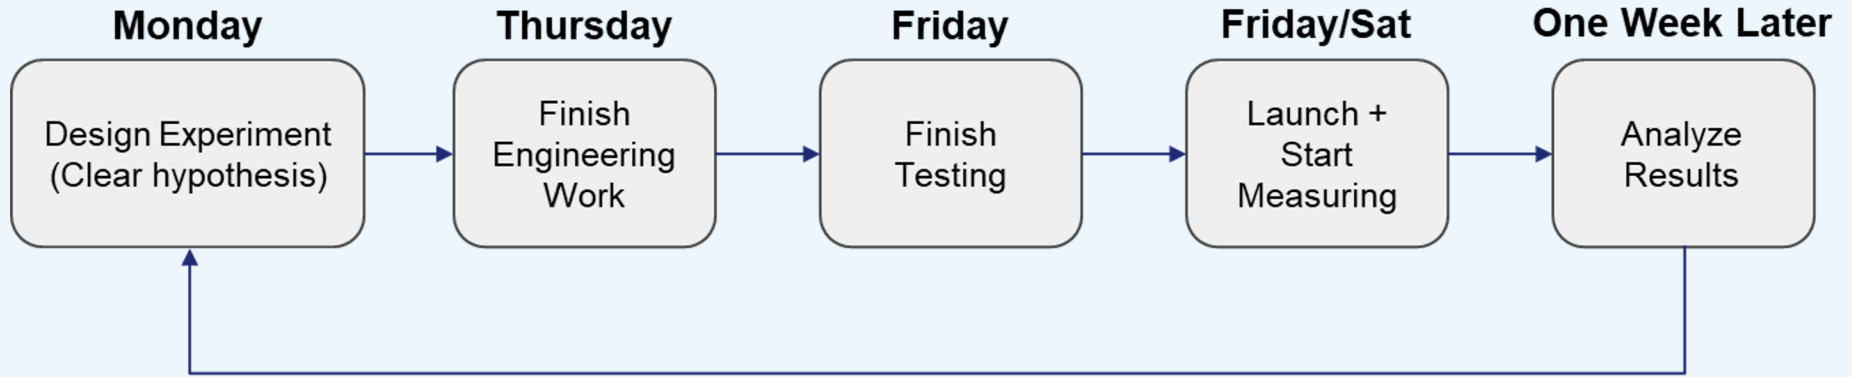 Monday
Design Experiment
(Clear hypothesis)
Thursday
Finish
Engineering
Work
Friday
Finish
Testing
Friday/Sat
Launch +
Start
Measuring
One Week Later
Analyze
Results